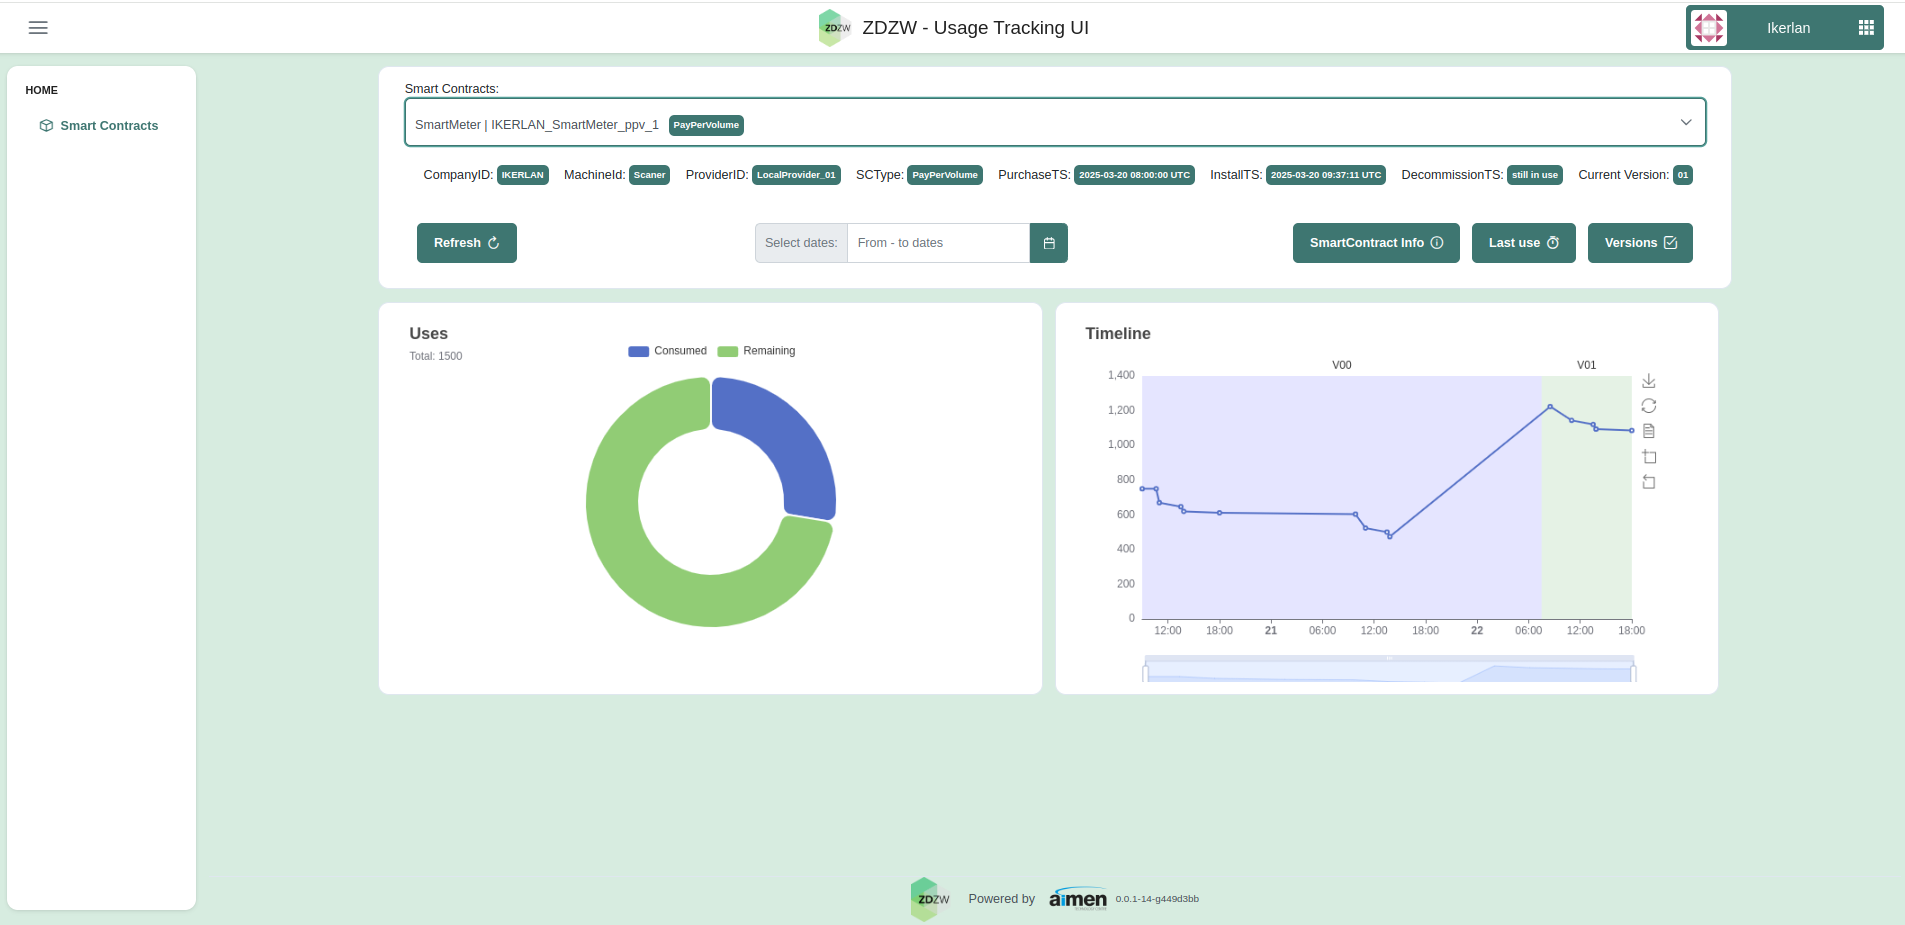 ZDZW ZDZW - Usage Tracking UI
Ikerlan
HOME
Smart Contracts
Smart Contracts:
SmartMeter | IKERLAN_SmartMeter_ppv_1 PayPerVolume
CompanyID: IKERLAN MachineId: Scaner ProviderID: LocalProvider_01 SCType: PayPerVolume PurchaseTS: 2025-03-20 08:00:00 UTC InstallTS: 2025-03-20 09:37:11 UTC DecommissionTS: still in use Current Version: 01
Refresh Select dates: From - to dates SmartContract Info Last use Versions
Uses
Total: 1500
Consumed Remaining
Timeline
V00 V01
1,400
1,200
1,000
800
600
400
200
0
12:00 18:00 21 06:00 12:00 18:00 22 06:00 12:00 18:00
ZDZW Powered by aimen 0.0.1-14-g449d3bb